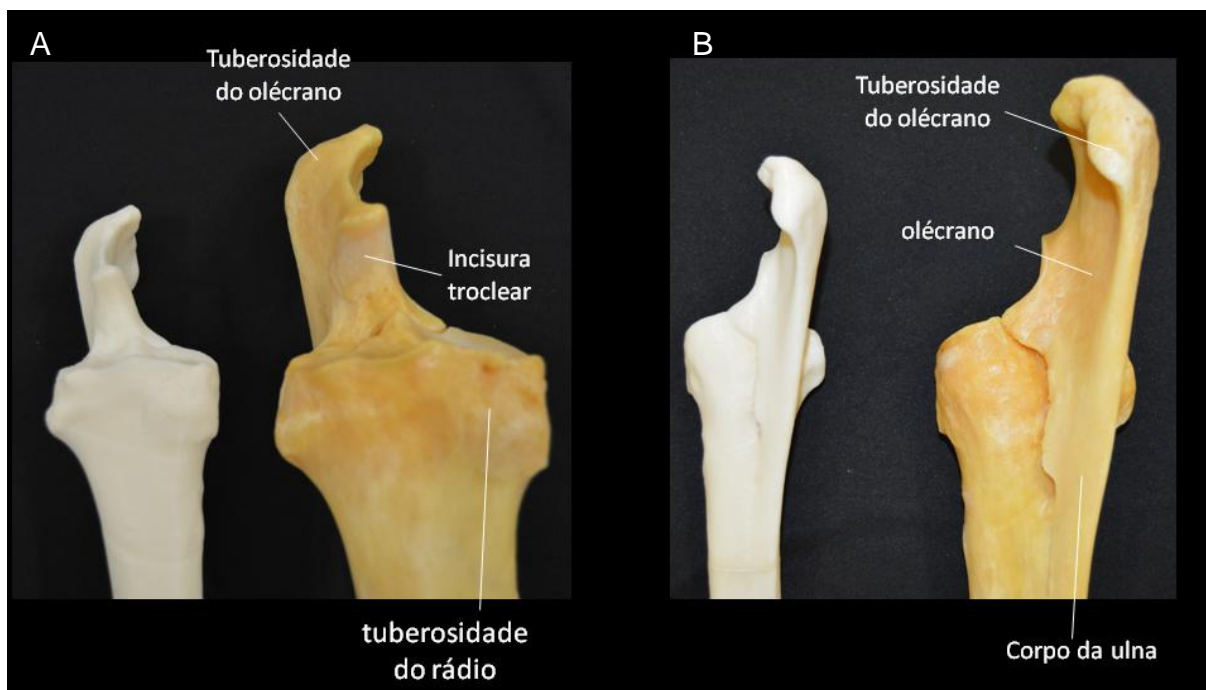 A
Tuberosidade
do olécrano
Incisura
troclear
tuberosidade
do rádio
B
Tuberosidade
do olécrano
olécrano
Corpo da ulna